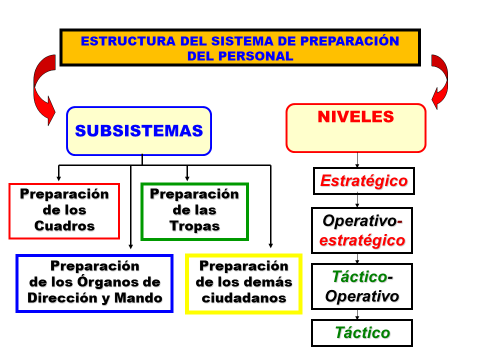 ESTRUCTURA DEL SISTEMA DE PREPARACIÓN
DEL PERSONAL
SUBSISTEMAS
NIVELES
Preparación
de los
Cuadros
Preparación
de las
Tropas
Preparación
de los Órganos de
Dirección y Mando
Preparación
de los demás
ciudadanos
Estratégico
Operativo-
estratégico
Táctico-
Operativo
Táctico